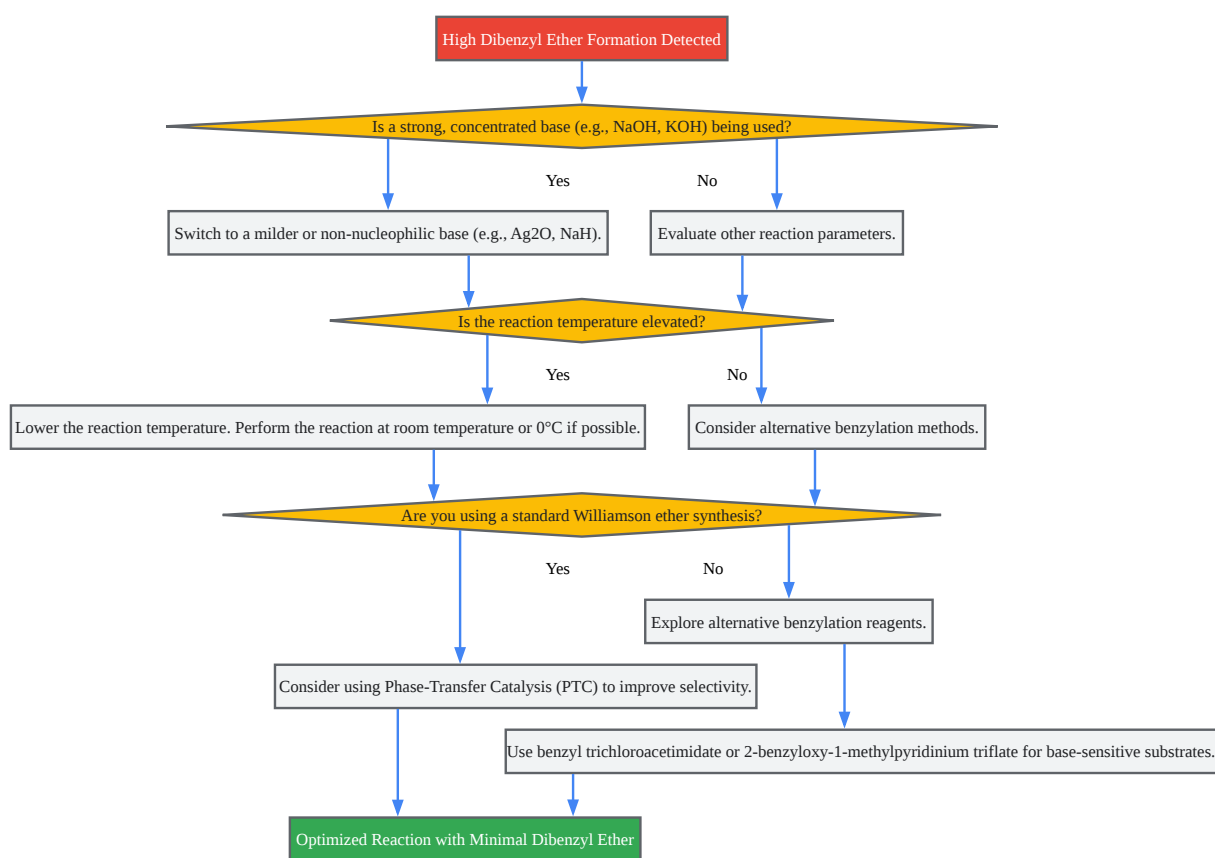 High Dibenzyl Ether Formation Detected
Is a strong, concentrated base (e.g., NaOH, KOH) being used?
Yes
No
Switch to a milder or non-nucleophilic base (e.g., Ag2O, NaH).
Evaluate other reaction parameters.
Is the reaction temperature elevated?
Yes
No
Lower the reaction temperature. Perform the reaction at room temperature or 0°C if possible.
Consider alternative benzylation methods.
Are you using a standard Williamson ether synthesis?
Yes
No
Explore alternative benzylation reagents.
Consider using Phase-Transfer Catalysis (PTC) to improve selectivity.
Use benzyl trichloroacetimidate or 2-benzyloxy-1-methylpyridinium triflate for base-sensitive substrates.
Optimized Reaction with Minimal Dibenzyl Ether